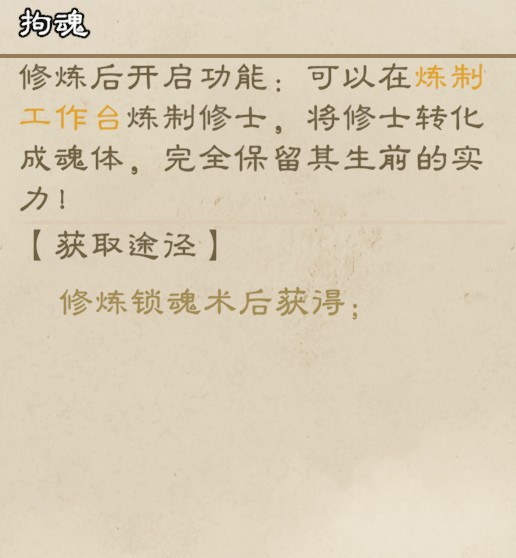 拘魂
修炼后开启功能：可以在炼制
工作台炼制修士，将修士转化
成魂体，完全保留其生前的实
力！
【获取途径】
修炼锁魂术后获得；